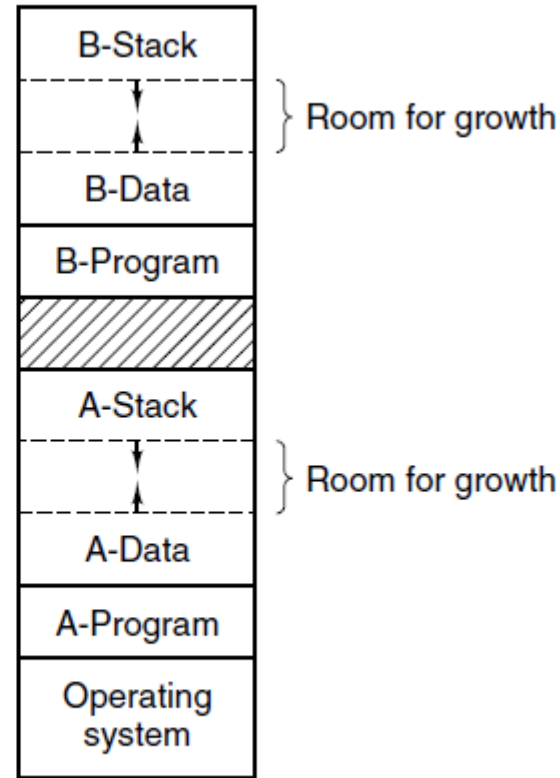 B-Stack
Room for growth
B-Data
B-Program
A-Stack
Room for growth
A-Data
A-Program
Operating
system